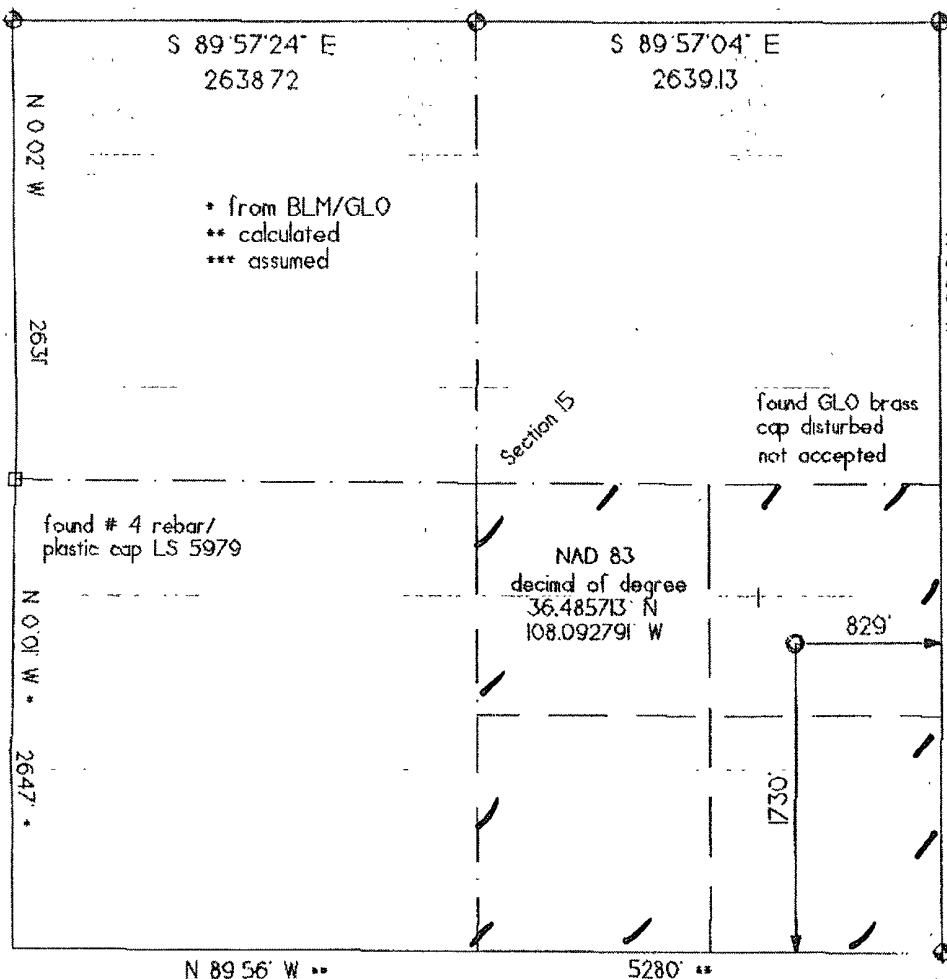 S 89°57'24" E
2638.72
S 89°57'04" E
2639.13
N 0°02' W
2631'
* from BLM/GLO
** calculated
*** assumed
Section 15
found GLO brass
cap disturbed
not accepted
found # 4 rebar/
plastic cap LS 5979
NAD 83
decimal of degree
36.485713° N
108.092791° W
829'
N 0°01' W *
2647' *
1730'
N 89°56' W **
5280' **